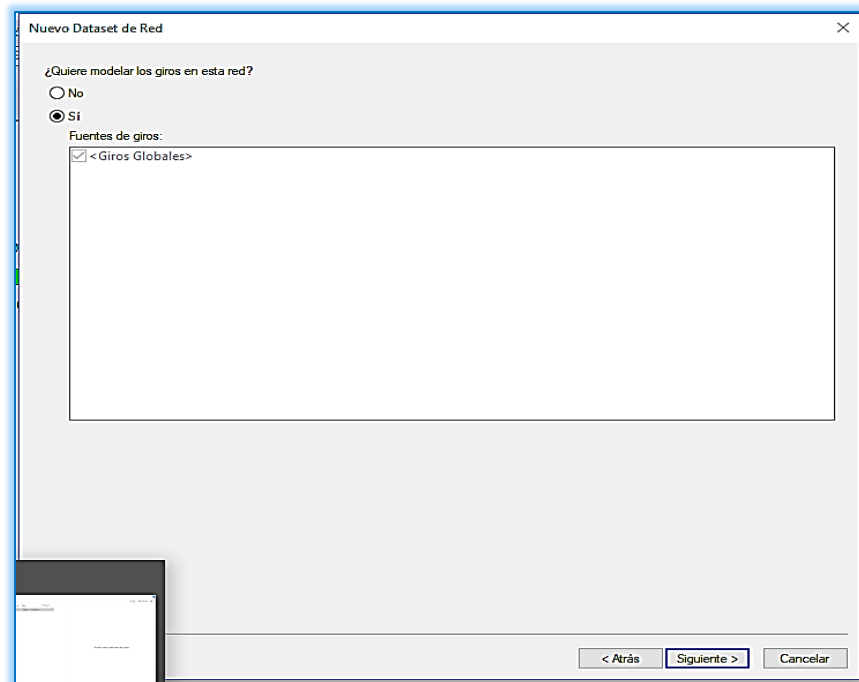 Nuevo Dataset de Red
¿Quiere modelar los giros en esta red?
No
Sí
Fuentes de giros:
<Giros Globales>
< Atrás
Siguiente >
Cancelar